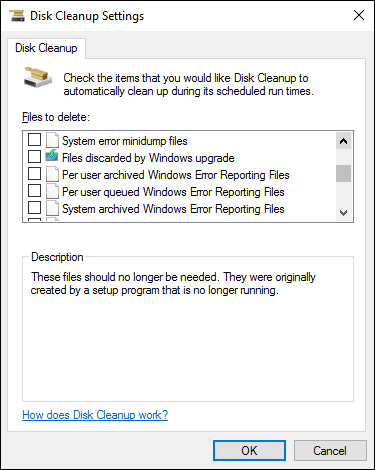 Disk Cleanup Settings
Disk Cleanup
Check the items that you would like Disk Cleanup to
automatically clean up during its scheduled run times.
Files to delete:
System error minidump files
Files discarded by Windows upgrade
Per user archived Windows Error Reporting Files
Per user queued Windows Error Reporting Files
System archived Windows Error Reporting Files
Description
These files should no longer be needed. They were originally
created by a setup program that is no longer running.
How does Disk Cleanup work?
OK
Cancel